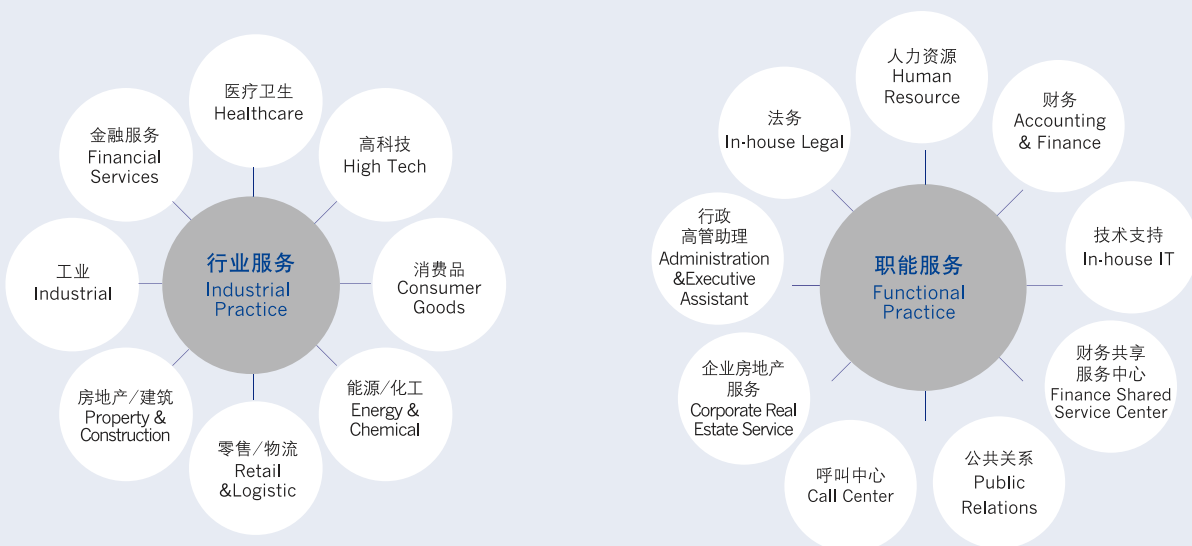 行业服务
Industrial
Practice
医疗卫生
Healthcare
高科技
High Tech
消费品
Consumer
Goods
能源/化工
Energy &
Chemical
零售/物流
Retail
&Logistic
房地产/建筑
Property &
Construction
工业
Industrial
金融服务
Financial
Services
职能服务
Functional
Practice
人力资源
Human
Resource
财务
Accounting
& Finance
技术支持
In-house IT
财务共享
服务中心
Finance Shared
Service Center
公共关系
Public
Relations
呼叫中心
Call Center
企业房地产
服务
Corporate Real
Estate Service
行政
高管助理
Administration
&Executive
Assistant
法务
In-house Legal